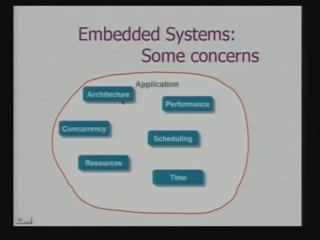 Embedded Systems:
Some concerns
Application
Architecture
Performance
Concurrency
Scheduling
Resources
Time